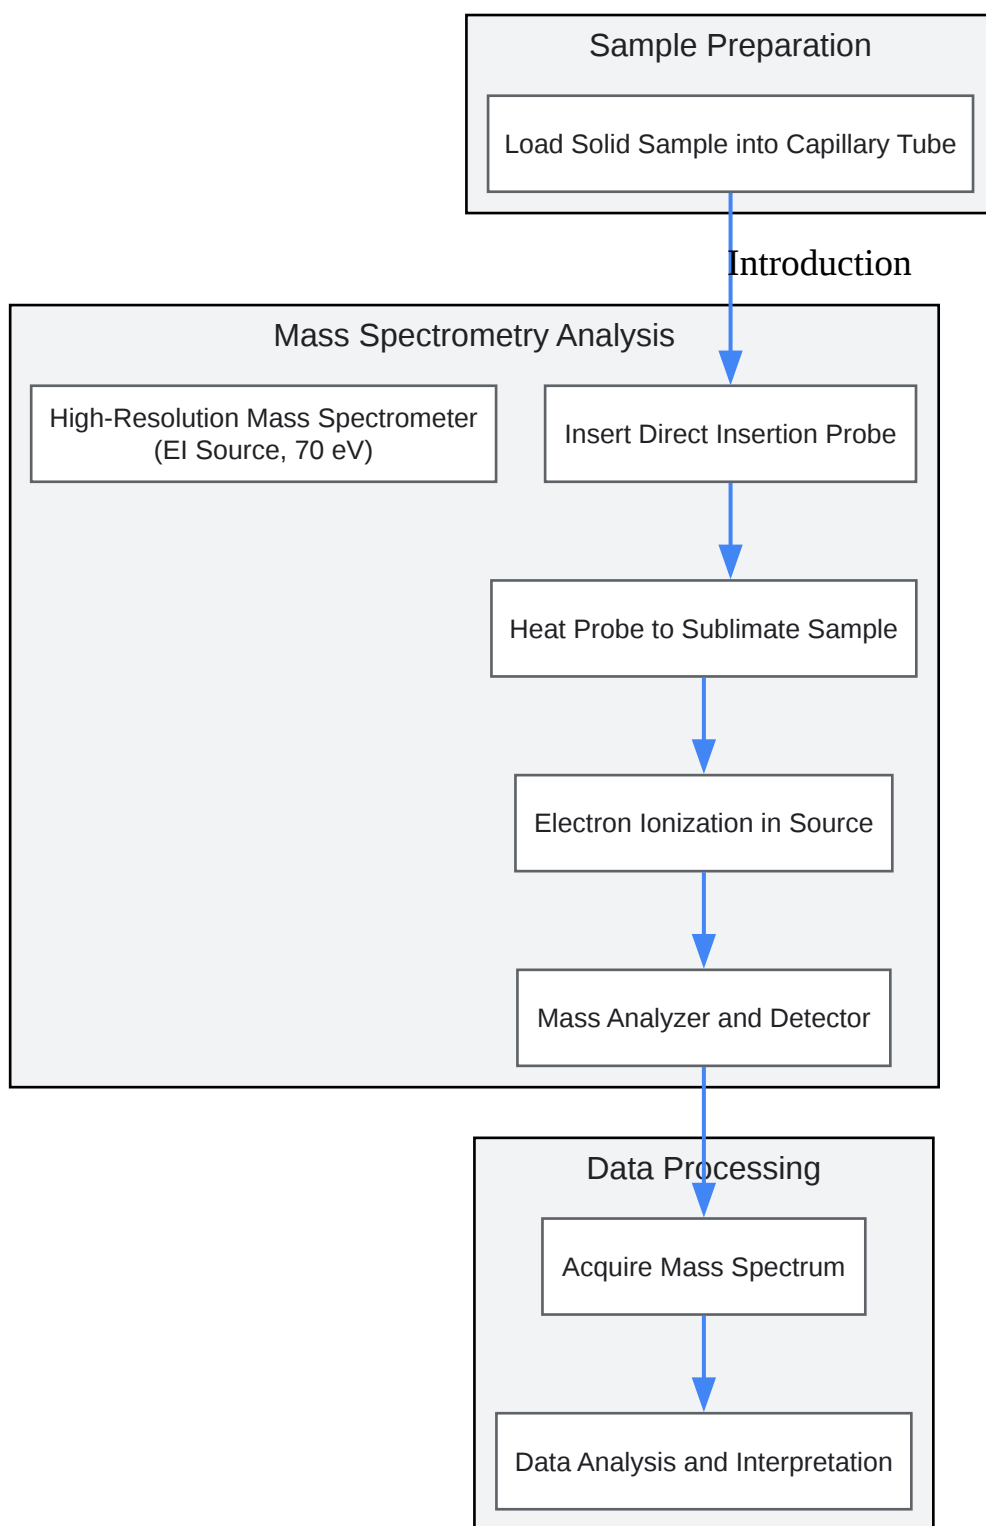 Sample Preparation
Load Solid Sample into Capillary Tube
Introduction
Mass Spectrometry Analysis
High-Resolution Mass Spectrometer
(EI Source, 70 eV)
Insert Direct Insertion Probe
Heat Probe to Sublimate Sample
Electron Ionization in Source
Mass Analyzer and Detector
Data Processing
Acquire Mass Spectrum
Data Analysis and Interpretation